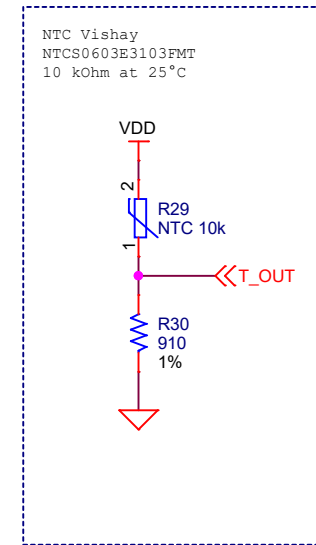 NTC Vishay
NTCS0603E3103FMT
10 kOhm at 25°C
VDD
2
R29
NTC 10k
1
T_OUT
R30
910
1%